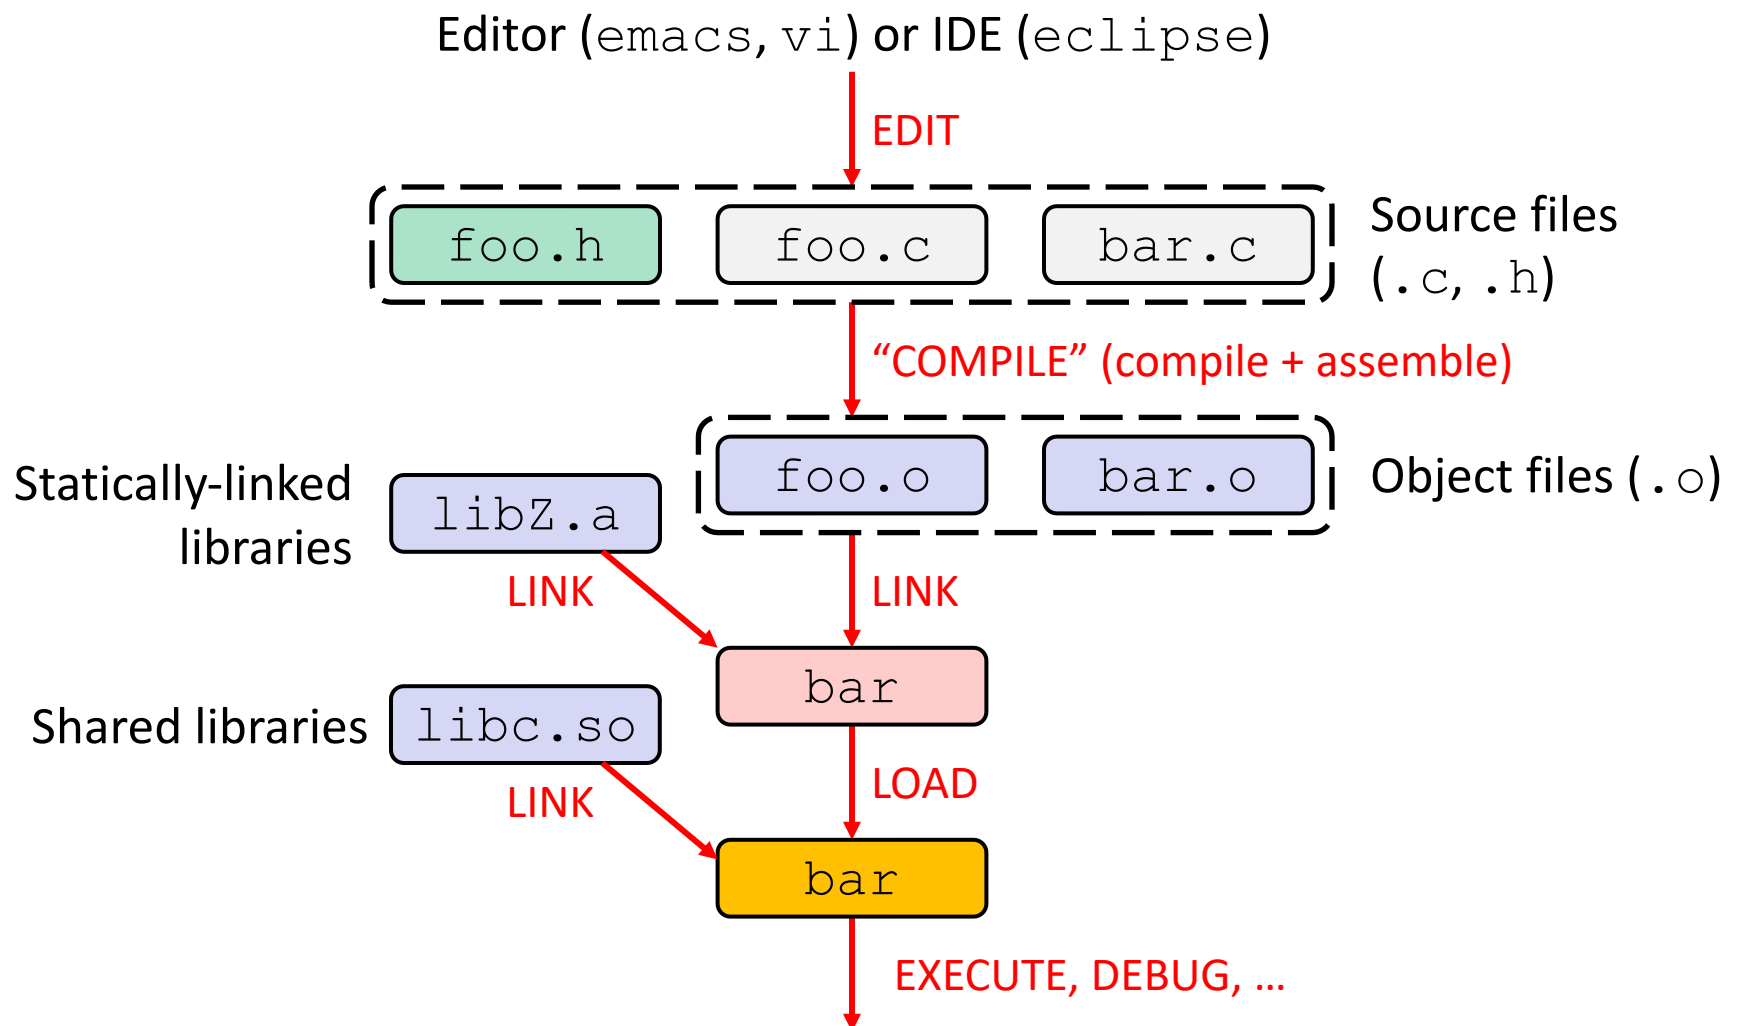 Editor (emacs, vi) or IDE (eclipse)
EDIT
foo.h
foo.c
bar.c
Source files
(.c, .h)
“COMPILE” (compile + assemble)
foo.o
bar.o
Object files (.o)
Statically-linked
libraries
libZ.a
LINK
LINK
bar
Shared libraries
libc.so
LINK
LOAD
bar
EXECUTE, DEBUG, …